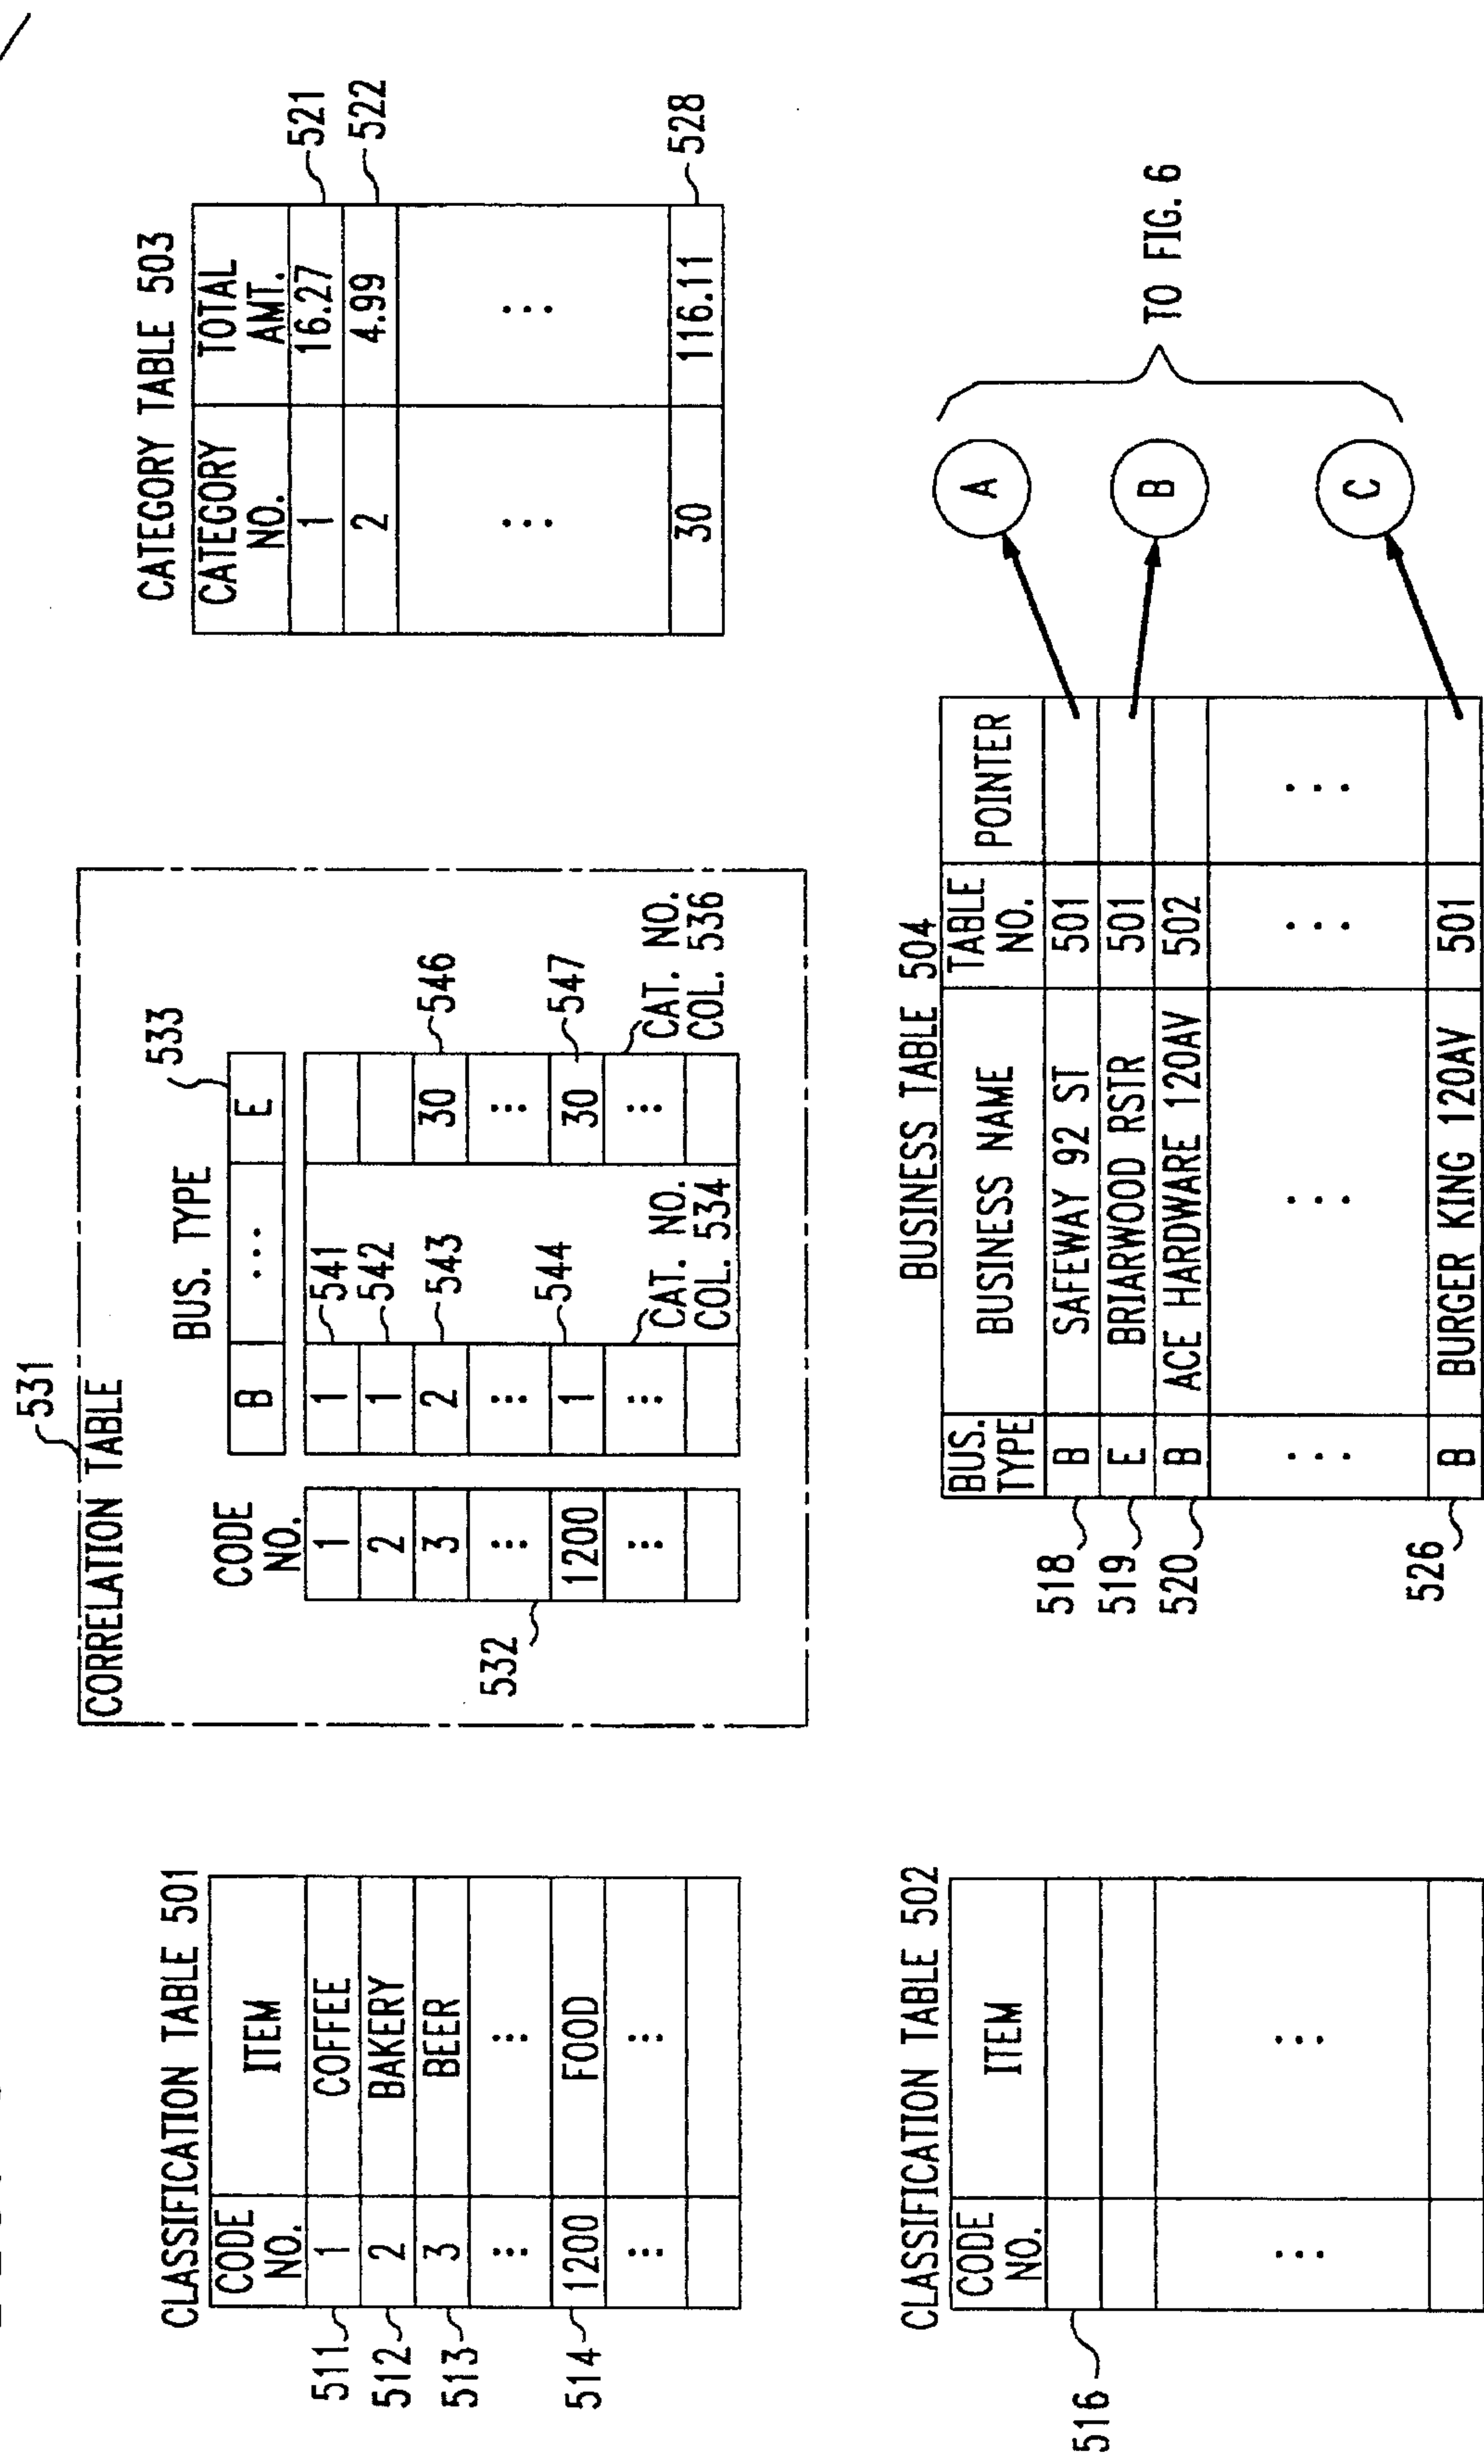 CLASSIFICATION TABLE 501
CODE NO. ITEM
511 1 COFFEE
512 2 BAKERY
513 3 BEER
⋮ ⋮
514 1200 FOOD
⋮ ⋮
531
CORRELATION TABLE
BUS. TYPE
533
CODE NO. B ... E
1 1 541
2 1 542
3 2 543 30 546
⋮ ⋮ ⋮
532
1200 1 544 30 547
⋮ ⋮ CAT. NO. COL. 534 ⋮ CAT. NO. COL. 536
CATEGORY TABLE 503
CATEGORY NO. TOTAL AMT.
1 16.27 521
2 4.99 522
... ...
30 116.11 528
CLASSIFICATION TABLE 502
CODE NO. ITEM
516
... ...
BUSINESS TABLE 504
BUS. TYPE BUSINESS NAME TABLE NO. POINTER
518 B SAFEWAY 92 ST 501
519 E BRIARWOOD RSTR 501
520 B ACE HARDWARE 120AV 502
... ... ... ...
526 B BURGER KING 120AV 501
A
B
C
TO FIG. 6